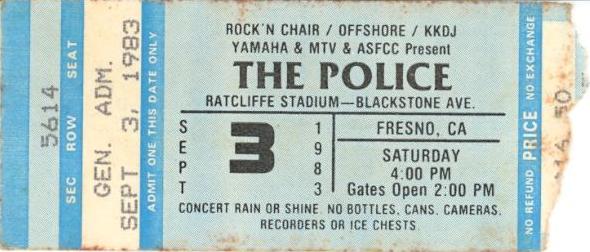 SEC ROW SEAT
5614
GEN. ADM.
SEPT 3, 1983
ADMIT ONE THIS DATE ONLY
ROCK'N CHAIR / OFFSHORE / KKDJ
YAMAHA & MTV & ASFCC Present
THE POLICE
RATCLIFFE STADIUM—BLACKSTONE AVE.
SEPT
3
1983
FRESNO, CA
SATURDAY
4:00 PM
Gates Open 2:00 PM
CONCERT RAIN OR SHINE. NO BOTTLES, CANS, CAMERAS,
RECORDERS OR ICE CHESTS.
NO REFUND PRICE NO EXCHANGE
50